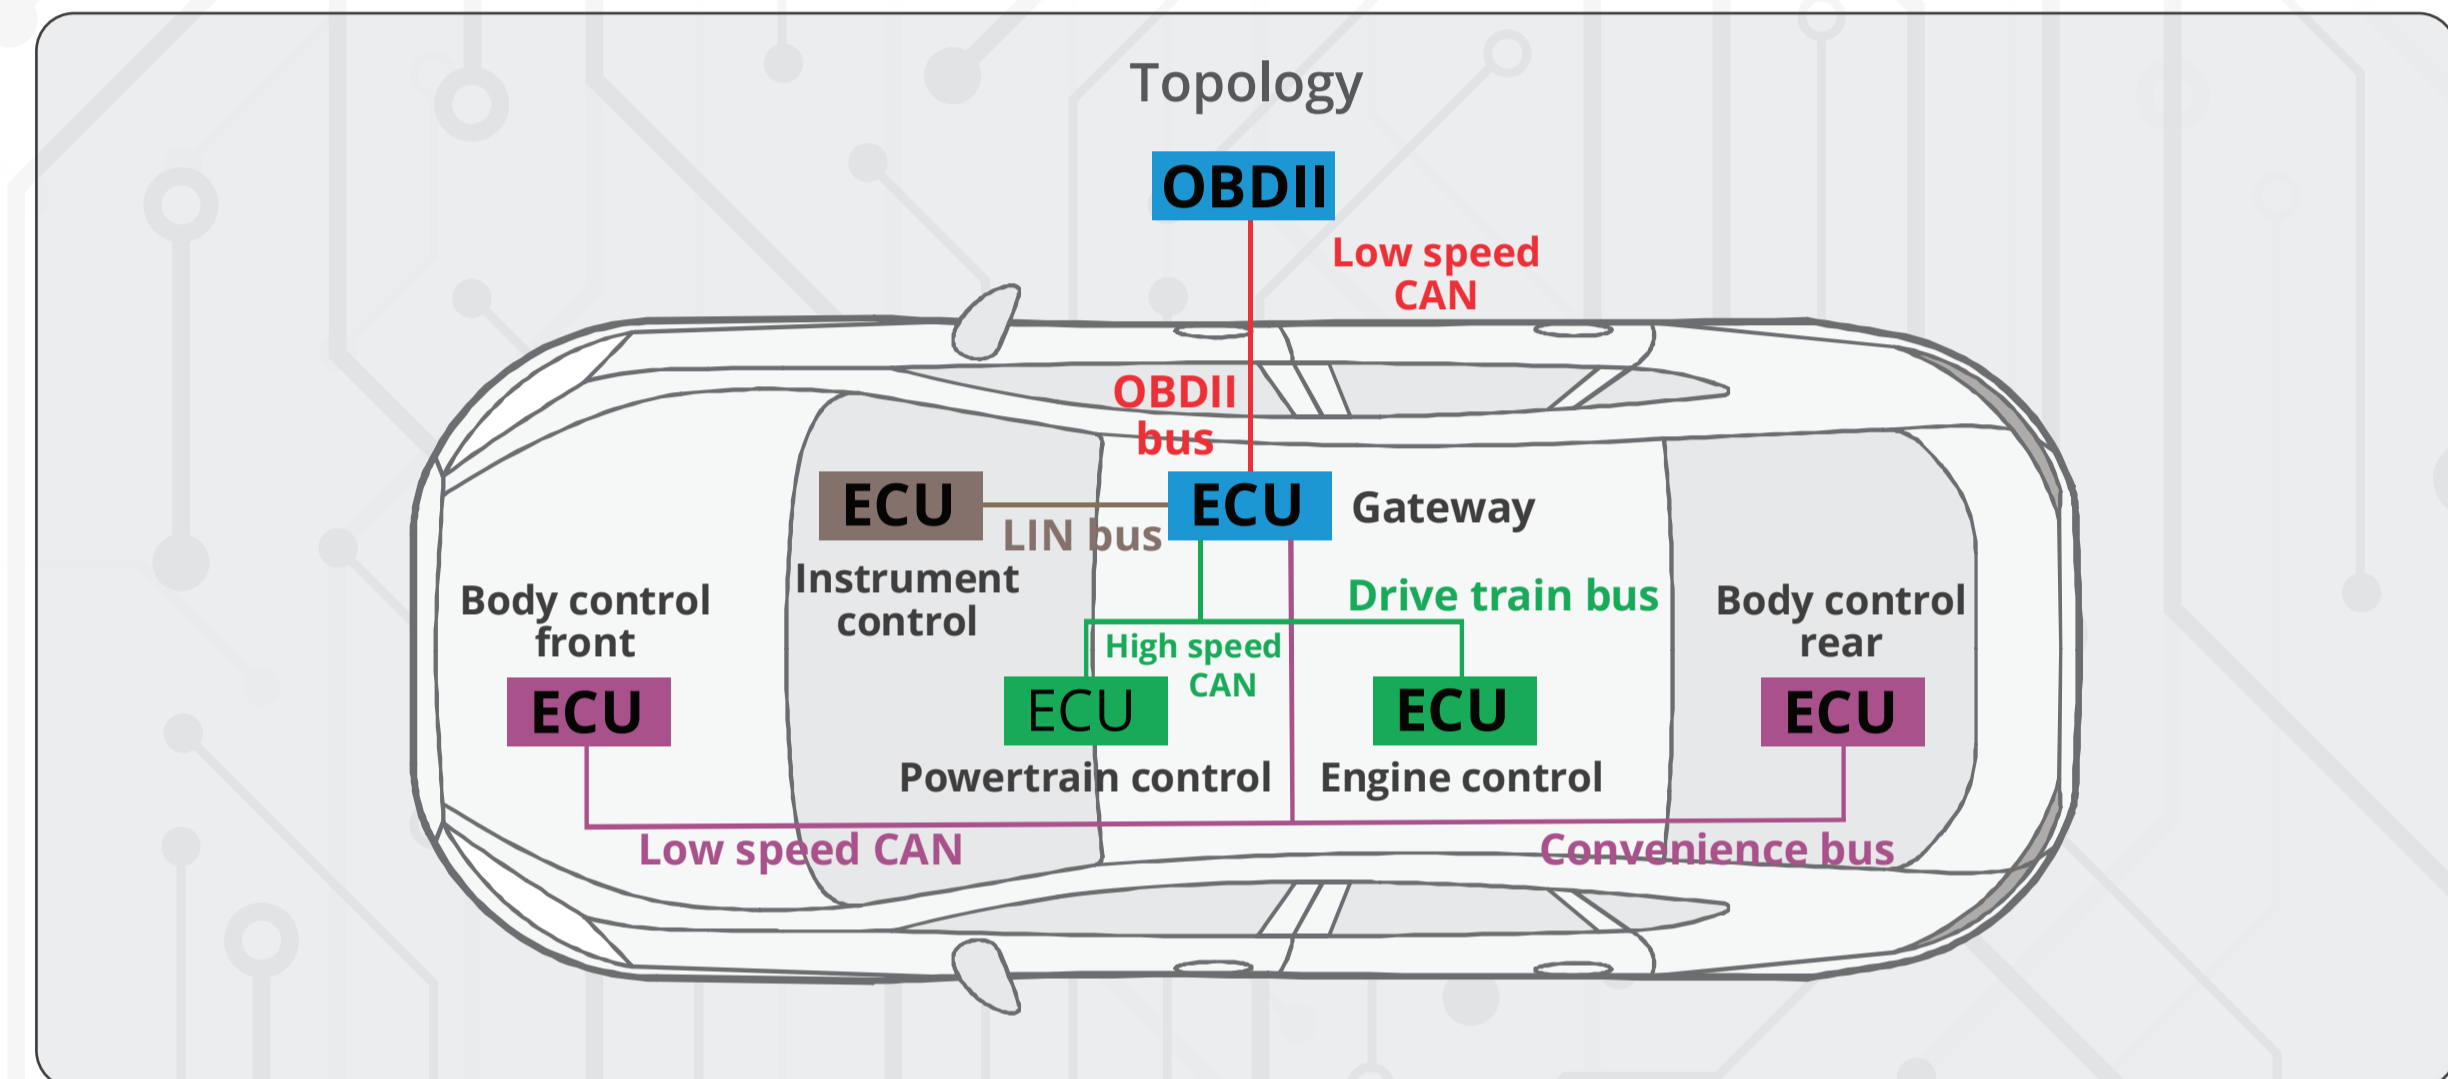 Topology
OBDII
Low speed
CAN
OBDII
bus
ECU
LIN bus
ECU
Gateway
Instrument
control
Body control
front
Drive train bus
Body control
rear
High speed
CAN
ECU
ECU
ECU
ECU
Powertrain control
Engine control
Low speed CAN
Convenience bus